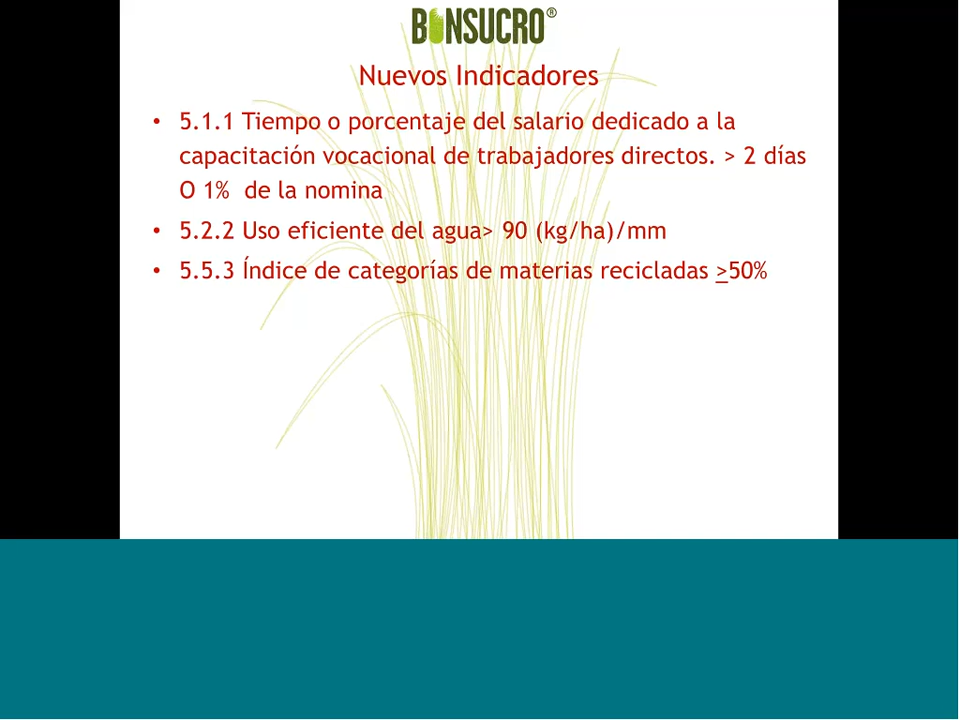 BONSUCRO®
Nuevos Indicadores
• 5.1.1 Tiempo o porcentaje del salario dedicado a la
capacitación vocacional de trabajadores directos. > 2 días
O 1% de la nomina
• 5.2.2 Uso eficiente del agua> 90 (kg/ha)/mm
• 5.5.3 Índice de categorías de materias recicladas >50%